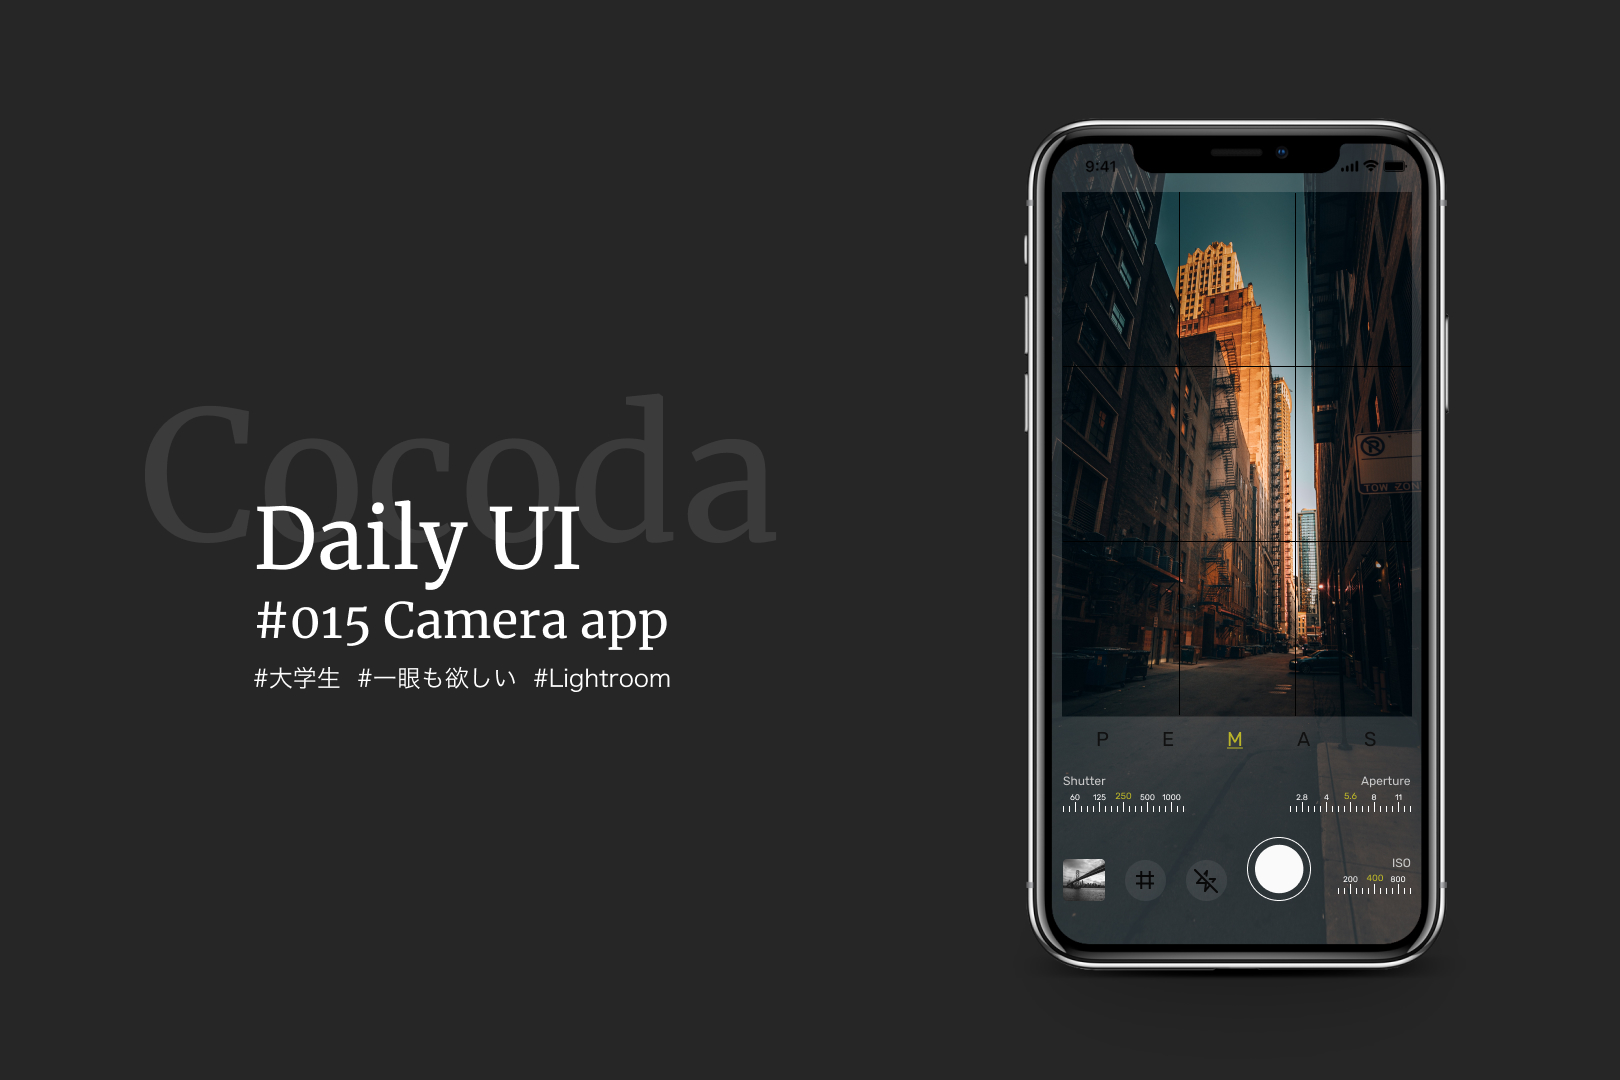 Cocoda
Daily UI
#015 Camera app
#大学生 #一眼も欲しい #Lightroom
9:41
TOW ZON
P E M A S
Shutter
60 125 250 500 1000
Aperture
2.8 4 5.6 8 11
ISO
200 400 800